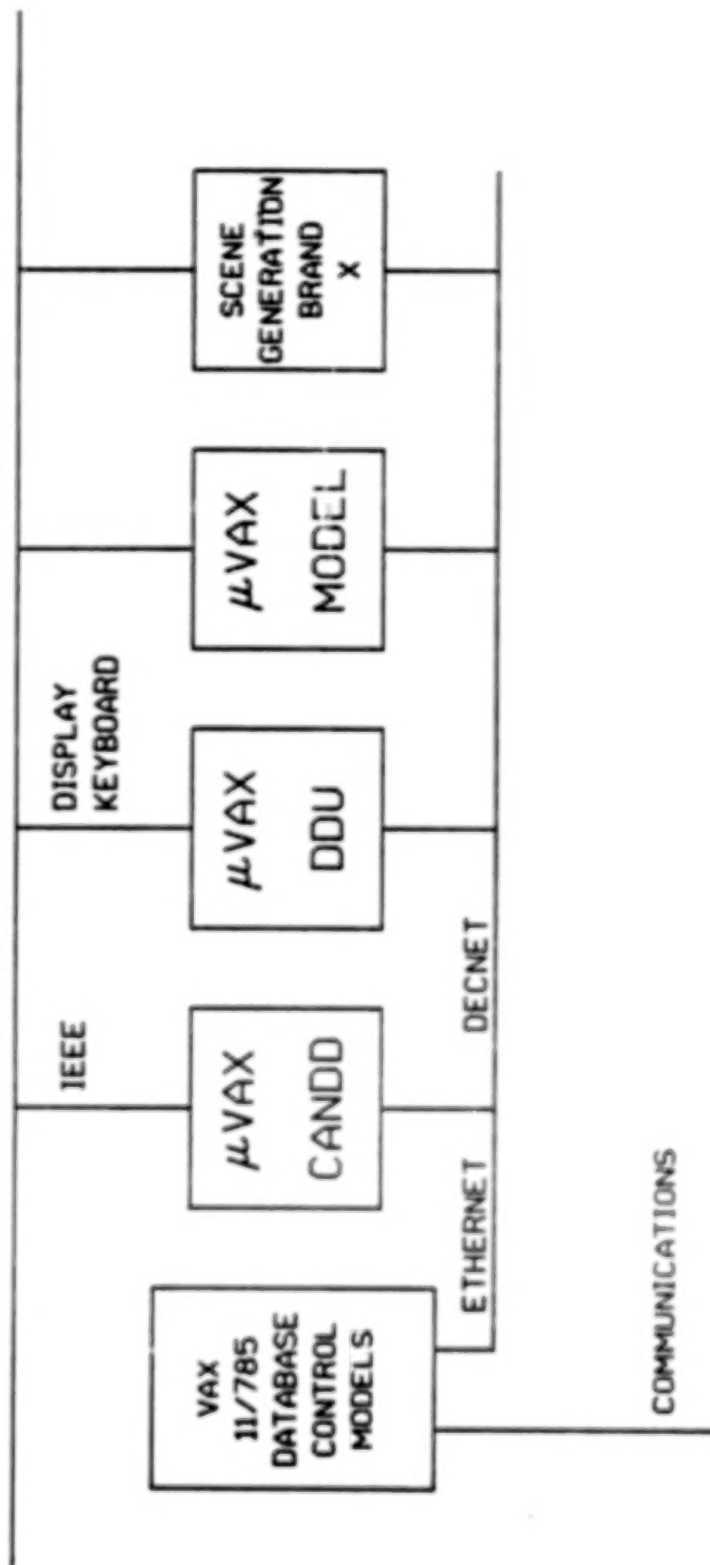 IEEE
DISPLAY
KEYBOARD
VAX
11/785
DATABASE
CONTROL
MODELS
μVAX
CANDD
μVAX
DDU
μVAX
MODEL
SCENE
GENERATION
BRAND
X
ETHERNET
DECNET
COMMUNICATIONS